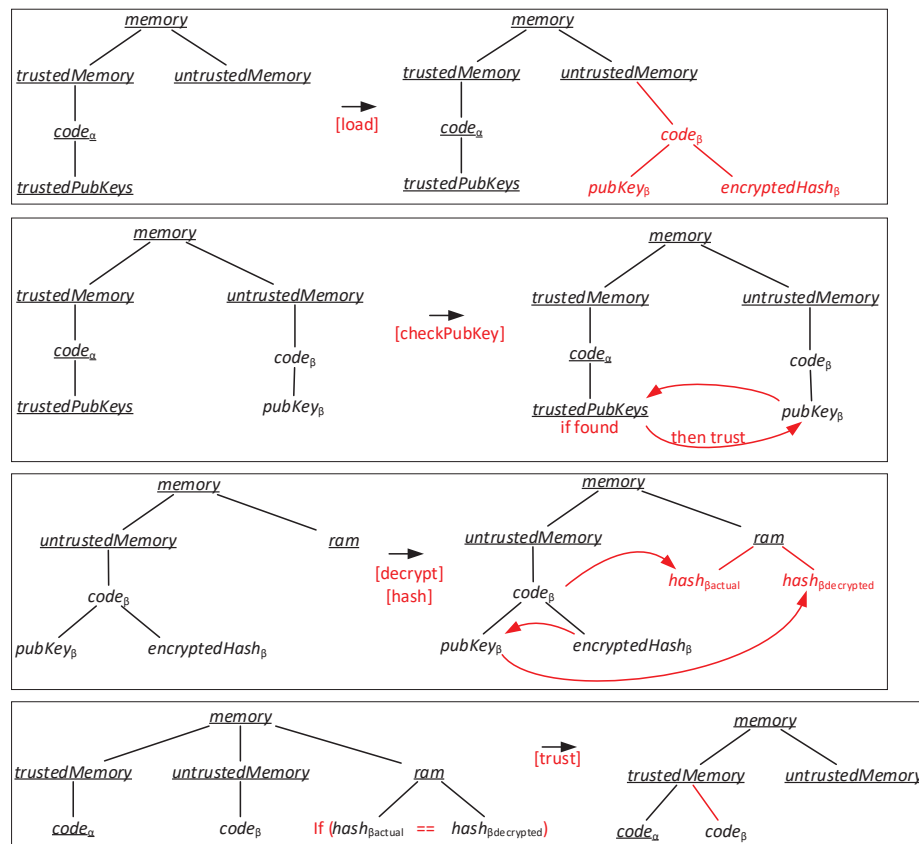 memory memory
trustedMemory untrustedMemory trustedMemory untrustedMemory
[load]
codeα codeα codeβ
trustedPubKeys trustedPubKeys pubKeyβ encryptedHashβ
memory memory
trustedMemory untrustedMemory trustedMemory untrustedMemory
[checkPubKey]
codeα codeβ codeα codeβ
trustedPubKeys pubKeyβ trustedPubKeys pubKeyβ
if found then trust
memory memory
untrustedMemory ram untrustedMemory ram
[decrypt]
[hash]
hashβactual hashβdecrypted
codeβ codeβ
pubKeyβ encryptedHashβ pubKeyβ encryptedHashβ
memory memory
[trust]
trustedMemory untrustedMemory ram trustedMemory untrustedMemory
codeα codeβ If (hashβactual == hashβdecrypted) codeα codeβ